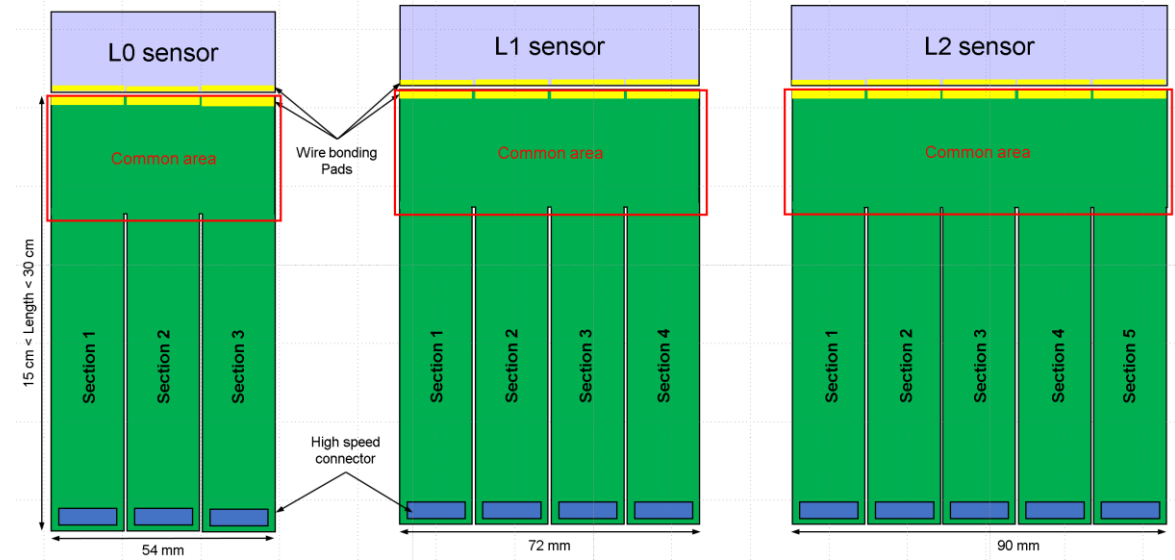 L0 sensor
L1 sensor
L2 sensor
Wire bonding
Pads
Common area
Common area
Common area
15 cm < Length < 30 cm
Section 1
Section 2
Section 3
Section 1
Section 2
Section 3
Section 4
Section 1
Section 2
Section 3
Section 4
Section 5
High speed
connector
54 mm
72 mm
90 mm